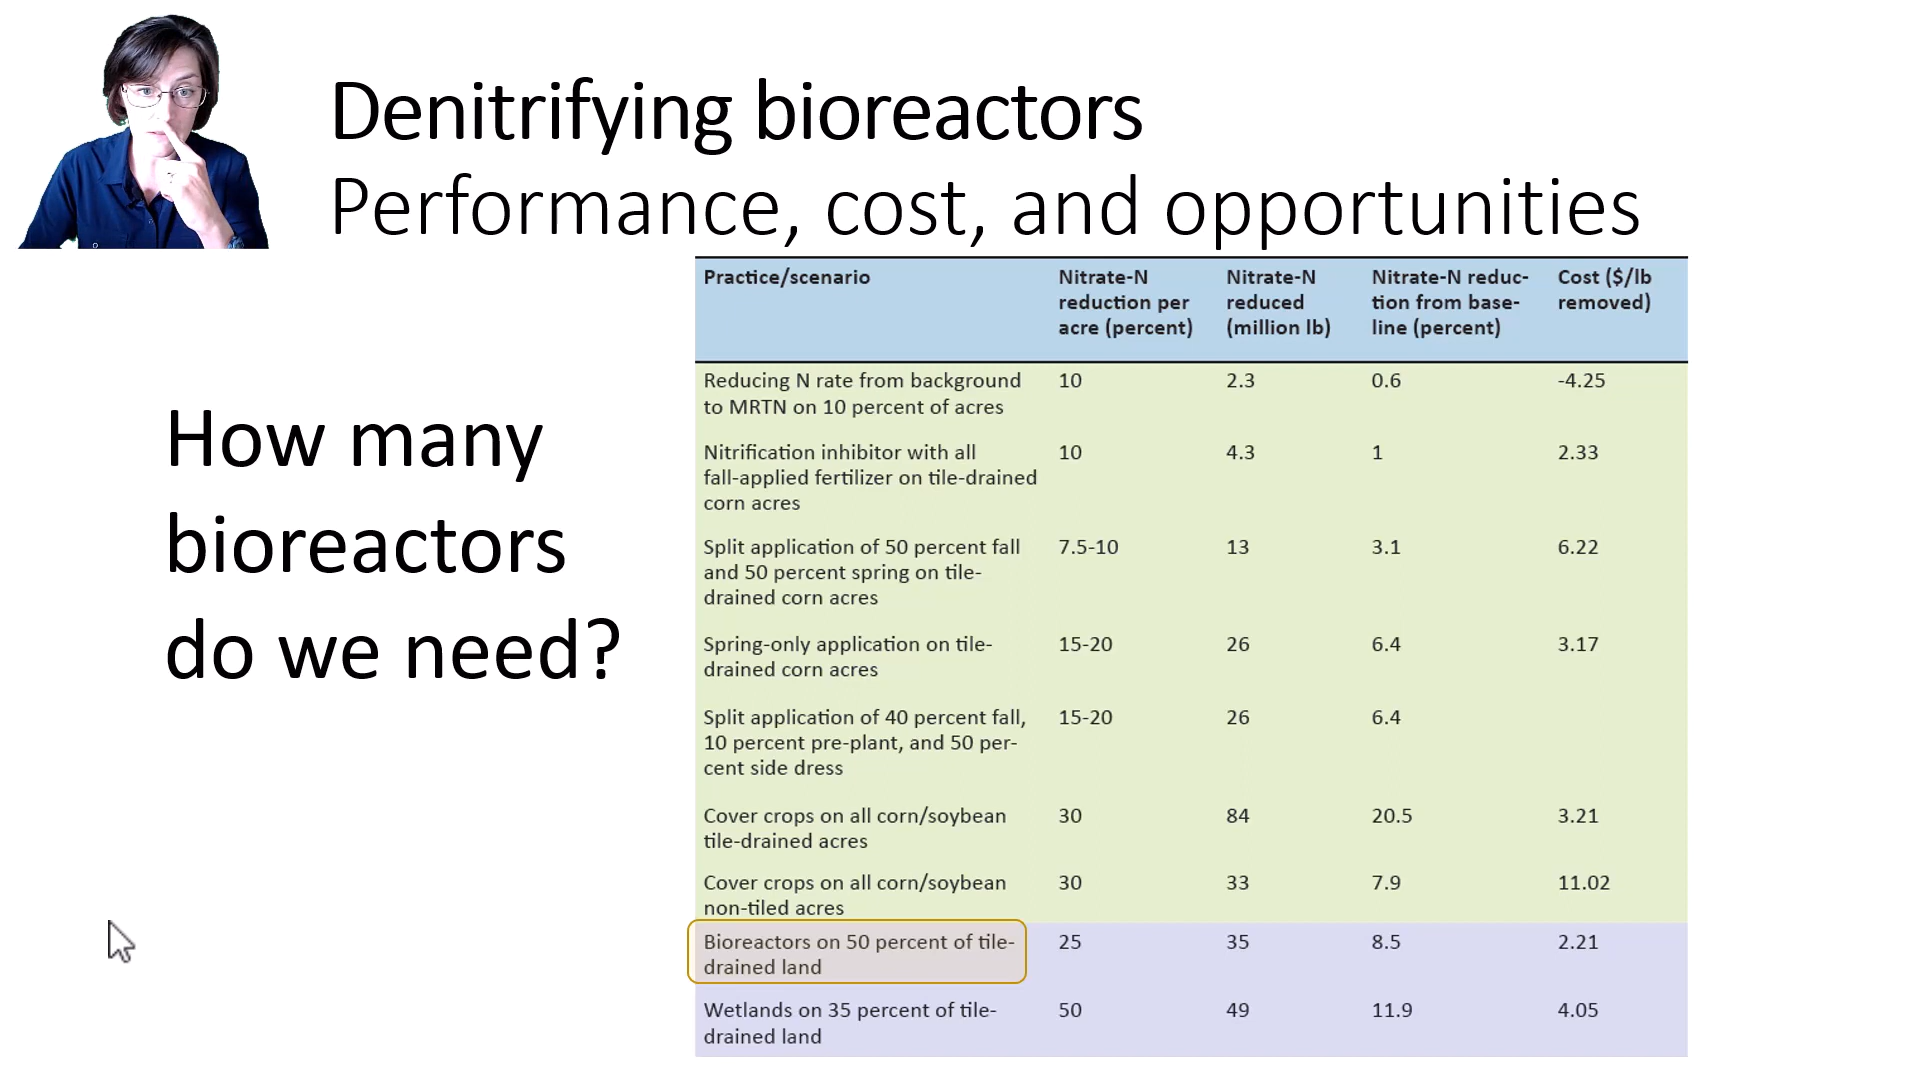 Denitrifying bioreactors
Performance, cost, and opportunities
How many
bioreactors
do we need?
Practice/scenario
Nitrate-N
reduction per
acre (percent)
Nitrate-N
reduced
(million lb)
Nitrate-N reduc-
tion from base-
line (percent)
Cost ($/lb
removed)
Reducing N rate from background
to MRTN on 10 percent of acres
10
2.3
0.6
-4.25
Nitrification inhibitor with all
fall-applied fertilizer on tile-drained
corn acres
10
4.3
1
2.33
Split application of 50 percent fall
and 50 percent spring on tile-
drained corn acres
7.5-10
13
3.1
6.22
Spring-only application on tile-
drained corn acres
15-20
26
6.4
3.17
Split application of 40 percent fall,
10 percent pre-plant, and 50 per-
cent side dress
15-20
26
6.4
Cover crops on all corn/soybean
tile-drained acres
30
84
20.5
3.21
Cover crops on all corn/soybean
non-tiled acres
30
33
7.9
11.02
Bioreactors on 50 percent of tile-
drained land
25
35
8.5
2.21
Wetlands on 35 percent of tile-
drained land
50
49
11.9
4.05